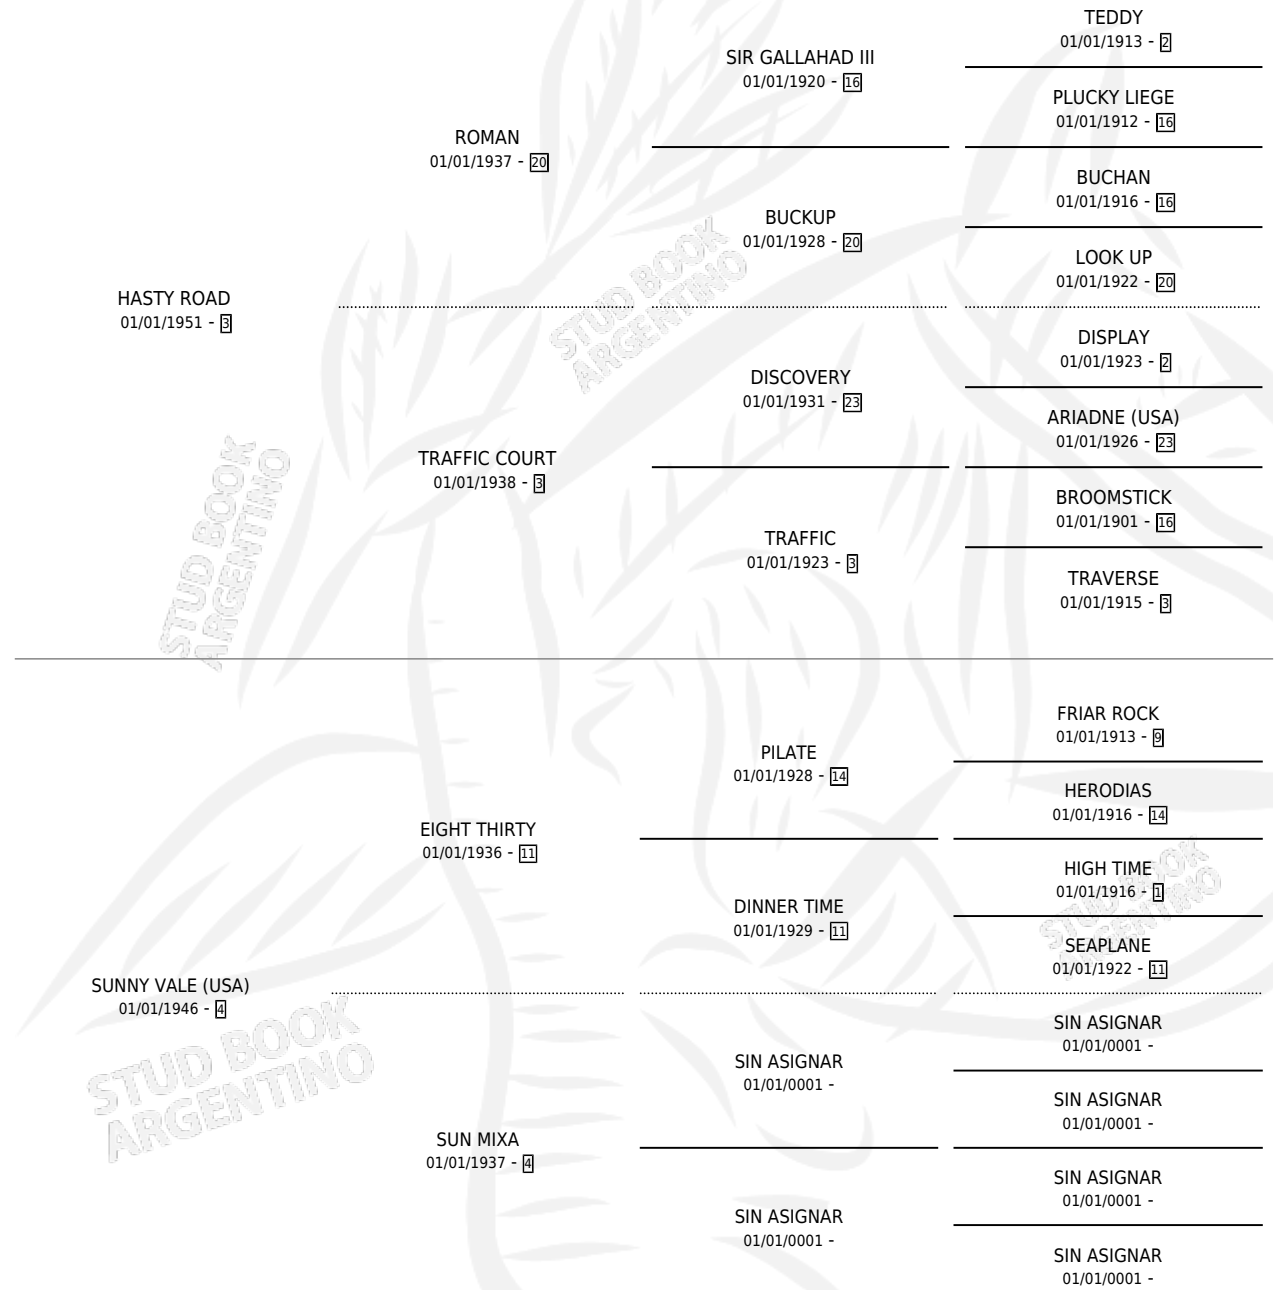 TEDDY
01/01/1913 - 2
SIR GALLAHAD III
01/01/1920 - 16
PLUCKY LIEGE
01/01/1912 - 16
ROMAN
01/01/1937 - 20
BUCHAN
01/01/1916 - 16
BUCKUP
01/01/1928 - 20
LOOK UP
01/01/1922 - 20
HASTY ROAD
01/01/1951 - 3
DISPLAY
01/01/1923 - 2
DISCOVERY
01/01/1931 - 23
ARIADNE (USA)
01/01/1926 - 23
TRAFFIC COURT
01/01/1938 - 3
BROOMSTICK
01/01/1901 - 16
TRAFFIC
01/01/1923 - 3
TRAVERSE
01/01/1915 - 3
STUD BOOK
ARGENTINO
STUD BOOK
ARGENTINO
FRIAR ROCK
01/01/1913 - 9
PILATE
01/01/1928 - 14
HERODIAS
01/01/1916 - 14
EIGHT THIRTY
01/01/1936 - 11
HIGH TIME
01/01/1916 - 1
DINNER TIME
01/01/1929 - 11
SEAPLANE
01/01/1922 - 11
SUNNY VALE (USA)
01/01/1946 - 4
SIN ASIGNAR
01/01/0001 -
SIN ASIGNAR
01/01/0001 -
SIN ASIGNAR
01/01/0001 -
SUN MIXA
01/01/1937 - 4
SIN ASIGNAR
01/01/0001 -
SIN ASIGNAR
01/01/0001 -
SIN ASIGNAR
01/01/0001 -
STUD BOOK
ARGENTINO
STUD BOOK
ARGENTINO